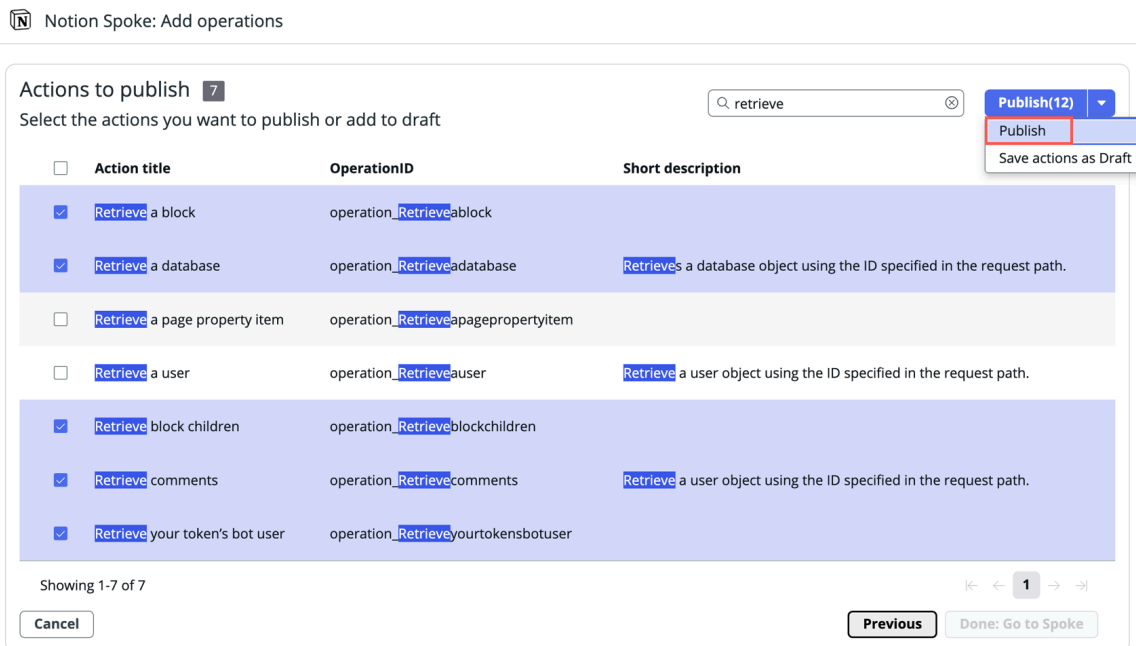 Notion Spoke: Add operations
Actions to publish 7
Select the actions you want to publish or add to draft
retrieve
Publish(12)
Publish
Save actions as Draft
Action title OperationID Short description
Retrieve a block operation_Retrieveablock
Retrieve a database operation_Retrieveadatabase Retrieves a database object using the ID specified in the request path.
Retrieve a page property item operation_Retrieveapagepropertyitem
Retrieve a user operation_Retrieveauser Retrieve a user object using the ID specified in the request path.
Retrieve block children operation_Retrieveblockchildren
Retrieve comments operation_Retrievecomments Retrieve a user object using the ID specified in the request path.
Retrieve your token’s bot user operation_Retrieveyourtokensbotuser
Showing 1-7 of 7 1
Cancel Previous Done: Go to Spoke